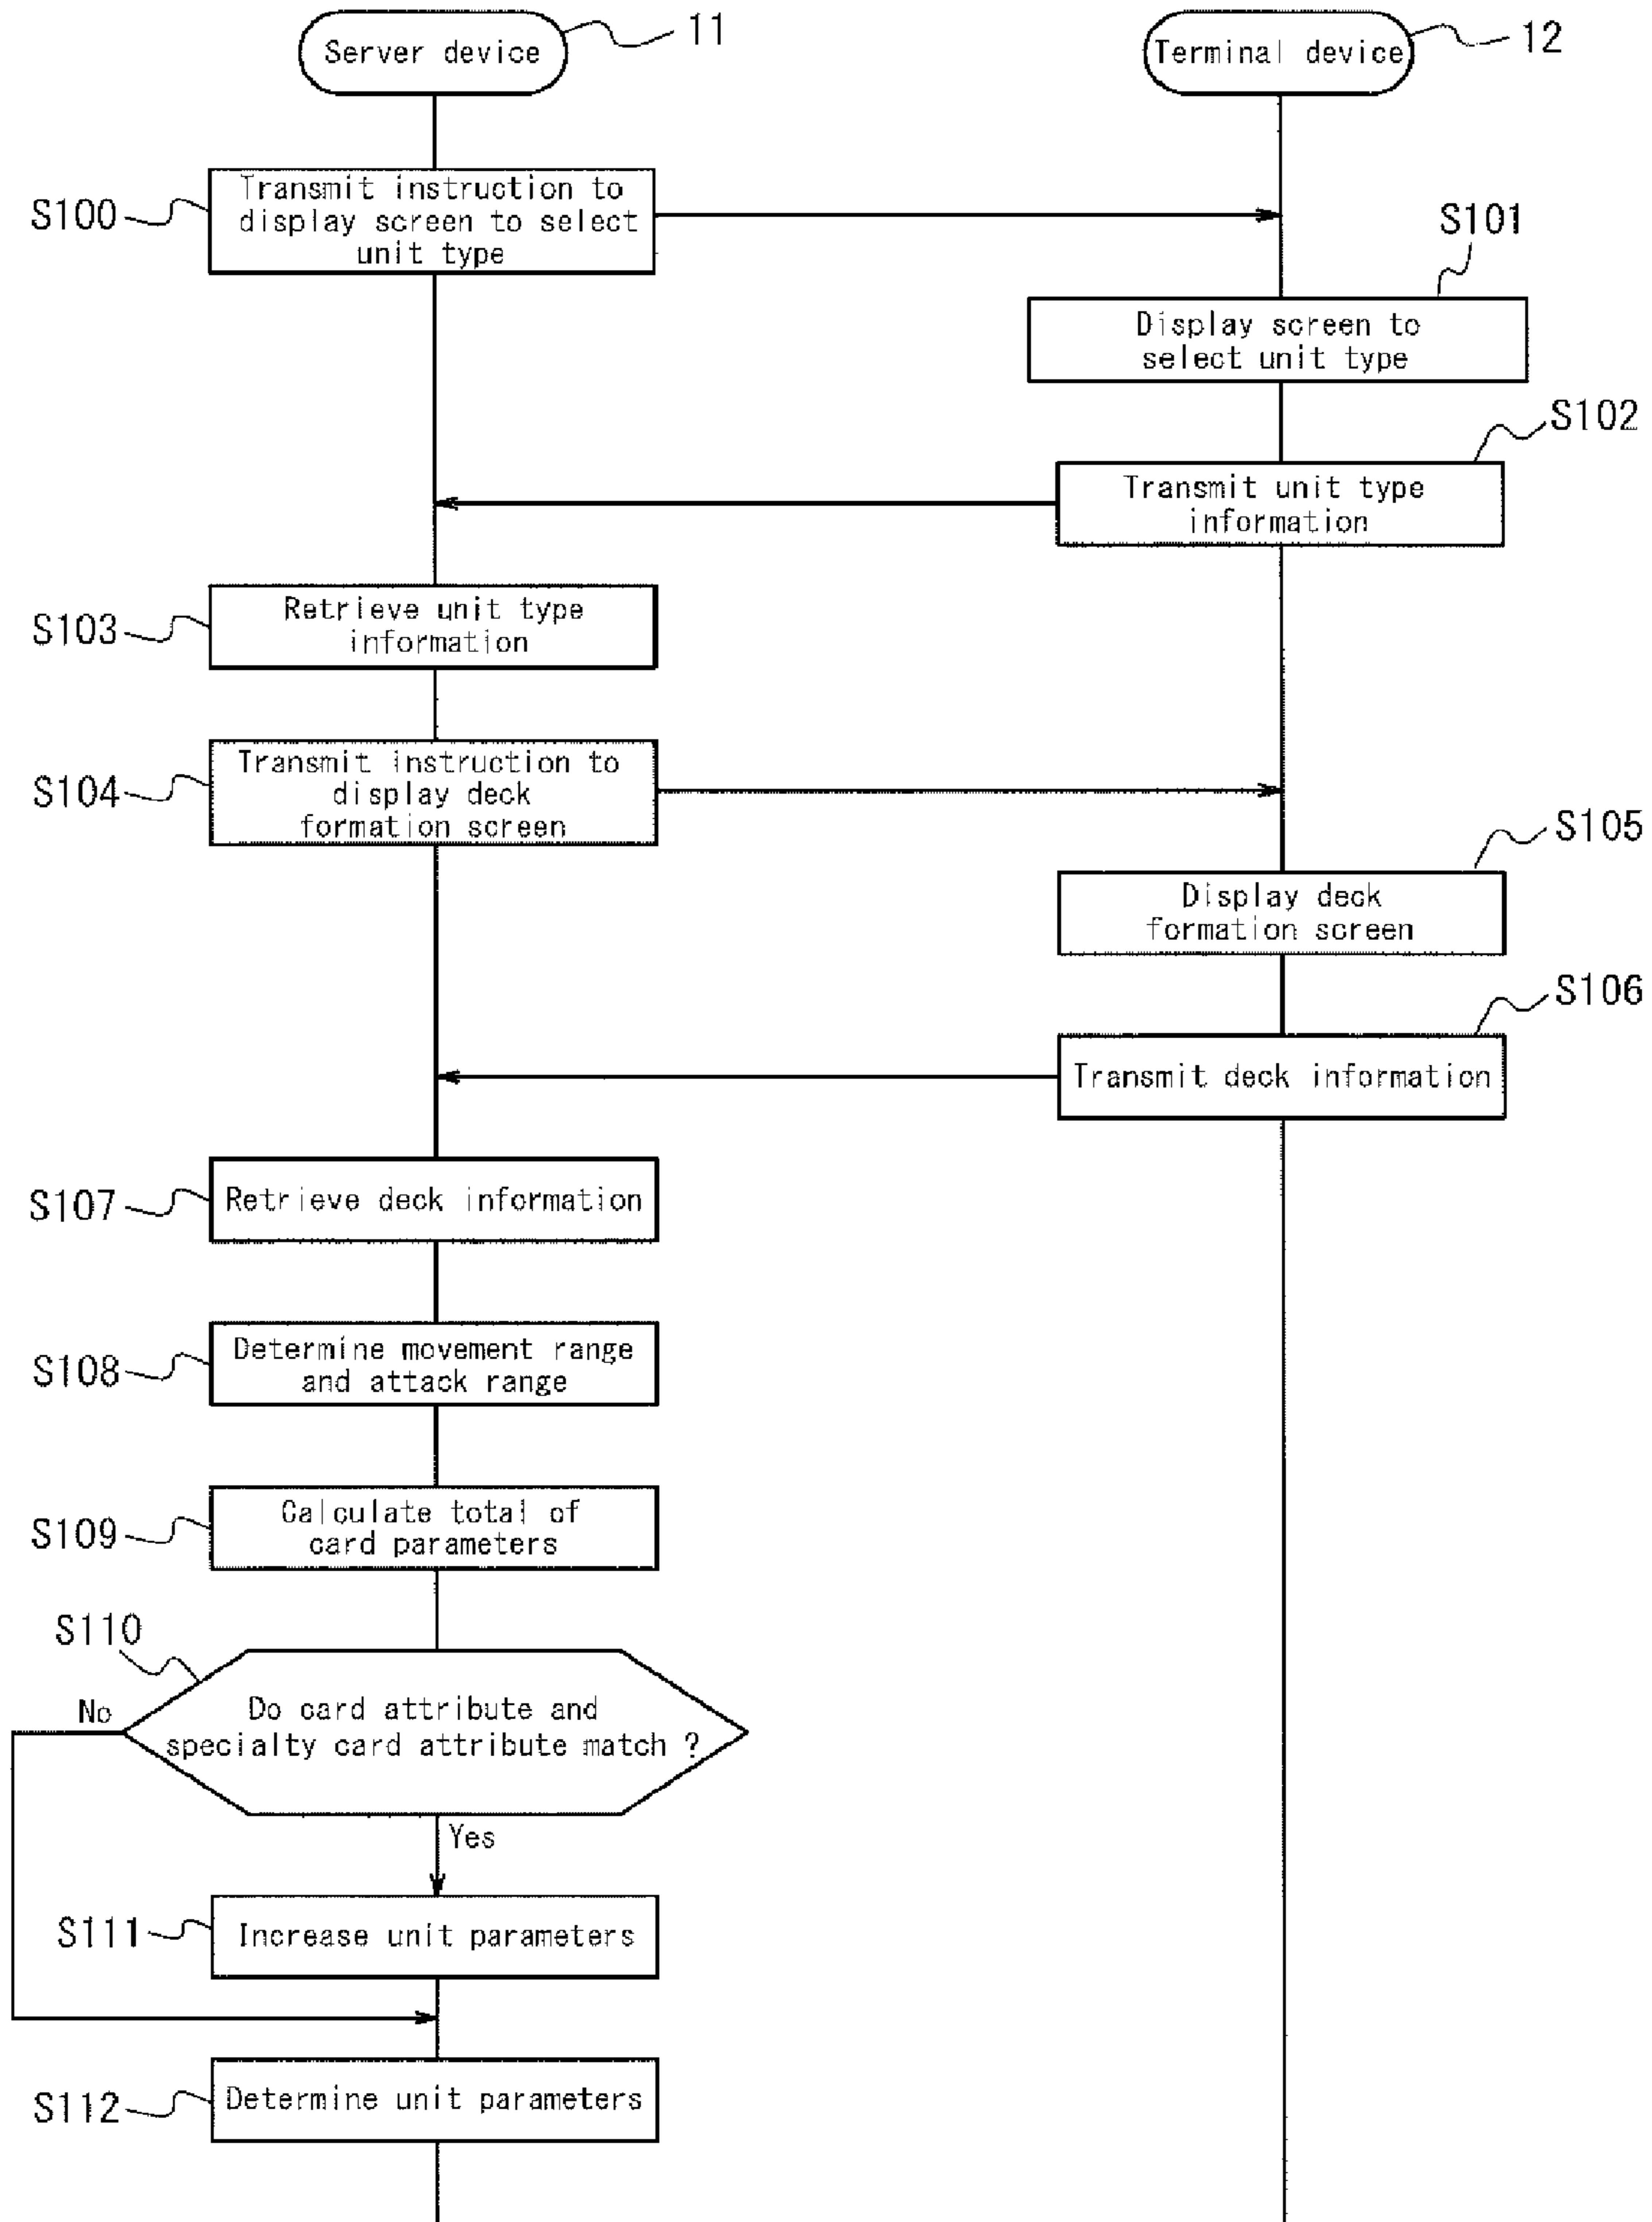 Server device
11
Terminal device
12
S100
Transmit instruction to
display screen to select
unit type
S101
Display screen to
select unit type
S102
Transmit unit type
information
S103
Retrieve unit type
information
S104
Transmit instruction to
display deck
formation screen
S105
Display deck
formation screen
S106
Transmit deck information
S107
Retrieve deck information
S108
Determine movement range
and attack range
S109
Calculate total of
card parameters
S110
No
Do card attribute and
specialty card attribute match ?
Yes
S111
Increase unit parameters
S112
Determine unit parameters